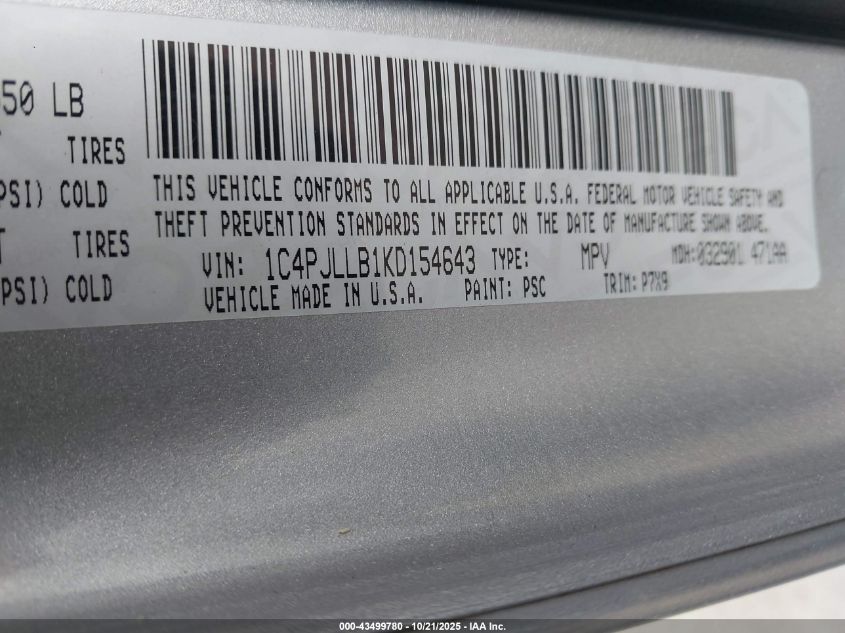 50 LB
TIRES
PSI) COLD
TIRES
PSI) COLD
THIS VEHICLE CONFORMS TO ALL APPLICABLE U.S.A. FEDERAL MOTOR VEHICLE SAFETY AND
THEFT PREVENTION STANDARDS IN EFFECT ON THE DATE OF MANUFACTURE SHOWN ABOVE.
VIN: 1C4PJLLB1KD154643 TYPE: MPV MDH:032901 471AA
VEHICLE MADE IN U.S.A. PAINT: PSC TRIM: P7X9
000-43499780 - 10/21/2025 - IAA Inc.